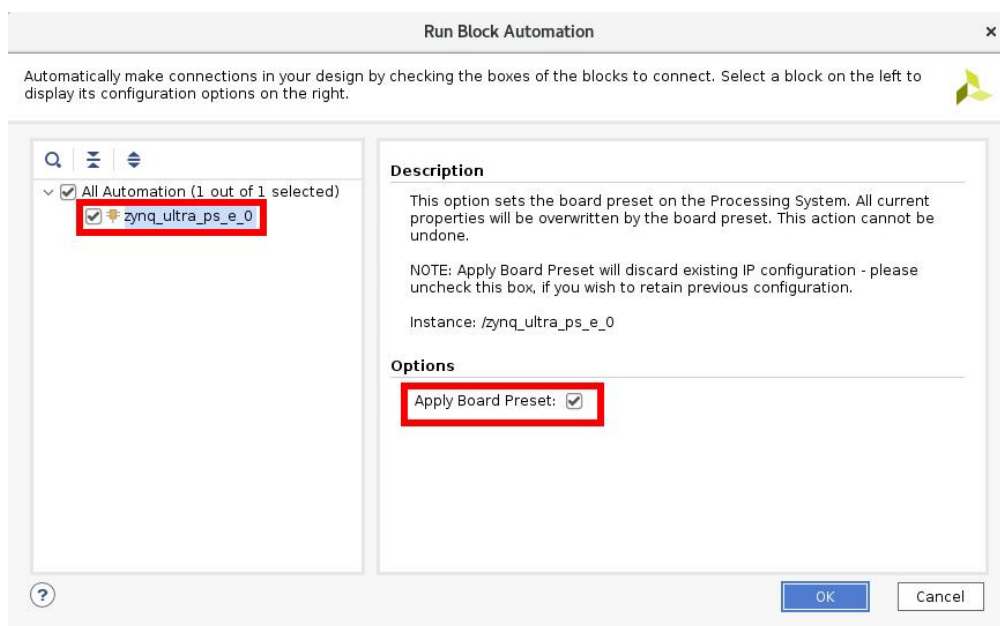 Run Block Automation
Automatically make connections in your design by checking the boxes of the blocks to connect. Select a block on the left to
display its configuration options on the right.
All Automation (1 out of 1 selected)
zynq_ultra_ps_e_0
Description
This option sets the board preset on the Processing System. All current
properties will be overwritten by the board preset. This action cannot be
undone.
NOTE: Apply Board Preset will discard existing IP configuration - please
uncheck this box, if you wish to retain previous configuration.
Instance: /zynq_ultra_ps_e_0
Options
Apply Board Preset:
?
OK
Cancel